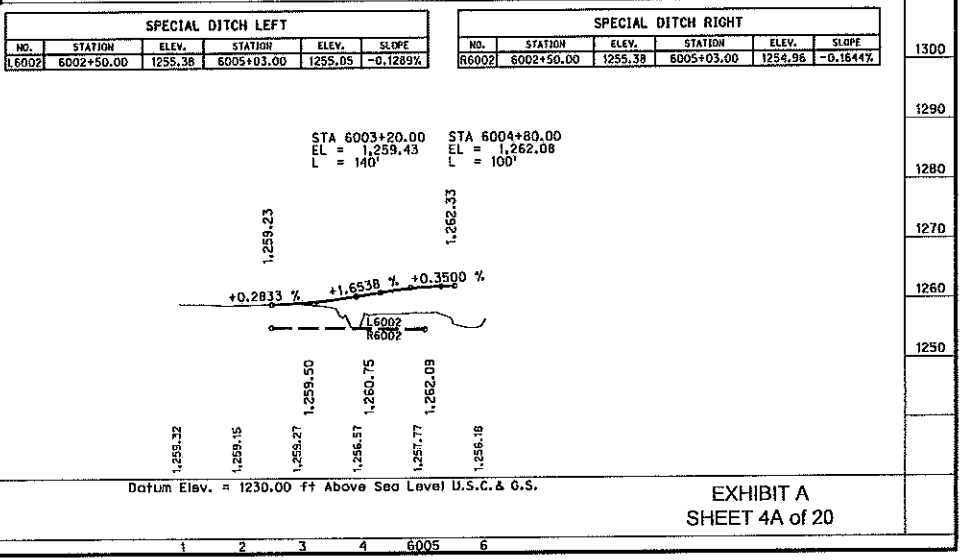 SPECIAL DITCH LEFT
NO. STATION ELEV. STATION ELEV. SLOPE
L6002 6002+50.00 1255.38 6005+03.00 1255.05 -0.1289%
SPECIAL DITCH RIGHT
NO. STATION ELEV. STATION ELEV. SLOPE
R6002 6002+50.00 1255.38 6005+03.00 1254.96 -0.1644%
1300
1290
1280
1270
1260
1250
STA 6003+20.00
EL = 1,259.43
L = 140'
STA 6004+80.00
EL = 1,262.08
L = 100'
1,259.23
1,262.33
+0.2833 %
+1.6538 %
+0.3500 %
L6002
R6002
1,259.50
1,260.75
1,262.09
1,259.32
1,259.15
1,259.27
1,256.57
1,257.77
1,256.18
Datum Elev. = 1230.00 ft Above Sea Level U.S.C.& G.S.
EXHIBIT A
SHEET 4A of 20
1 2 3 4 6005 6